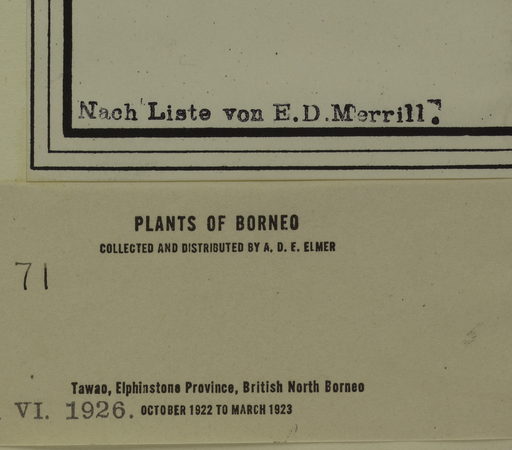 Nach Liste von E.D.Merrill.
PLANTS OF BORNEO
COLLECTED AND DISTRIBUTED BY A. D. E. ELMER
71
Tawao, Elphinstone Province, British North Borneo
VI. 1926. OCTOBER 1922 TO MARCH 1923